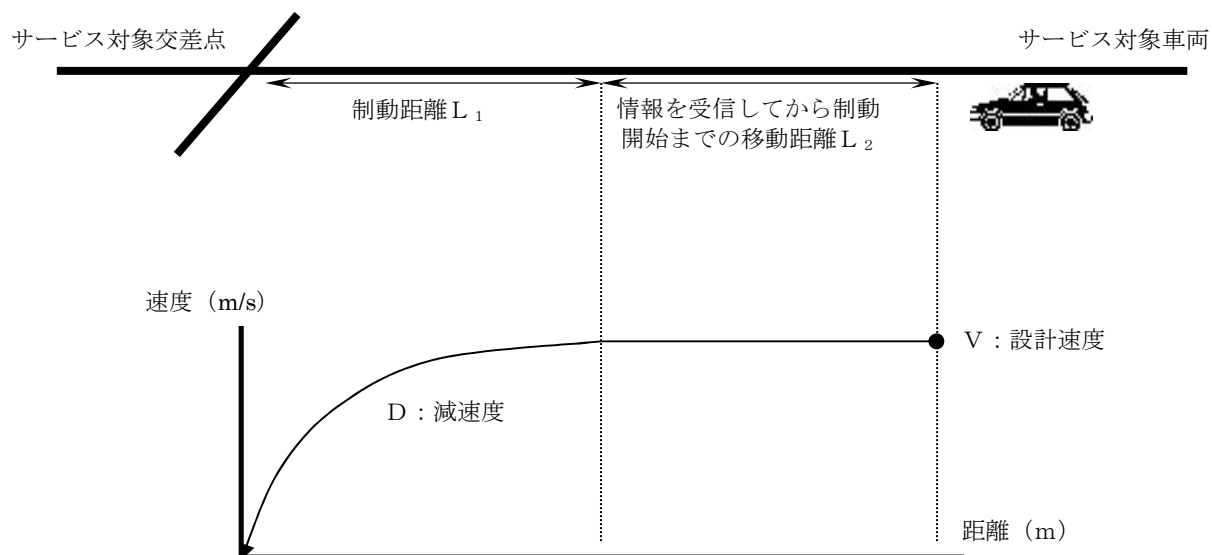 サービス対象交差点
サービス対象車両
制動距離Ｌ₁
情報を受信してから制動
開始までの移動距離Ｌ₂
速度（m/s）
Ｖ：設計速度
Ｄ：減速度
距離（m）